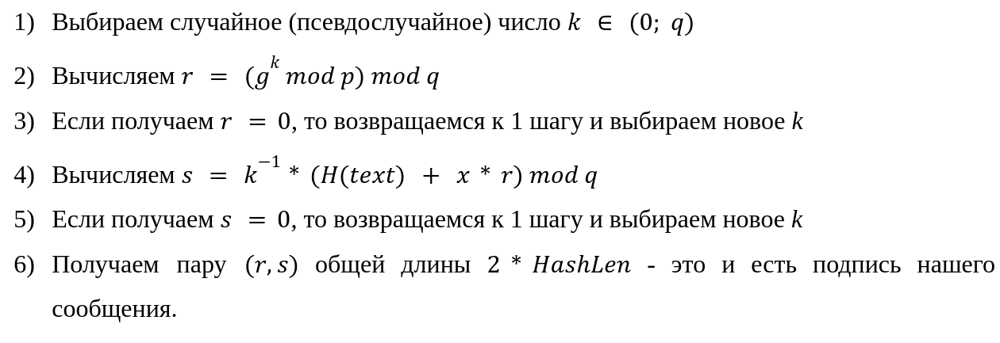 1) Выбираем случайное (псевдослучайное) число k ∈ (0; q)
2) Вычисляем r = (g^k mod p) mod q
3) Если получаем r = 0, то возвращаемся к 1 шагу и выбираем новое k
4) Вычисляем s = k^−1 * (H(text) + x * r) mod q
5) Если получаем s = 0, то возвращаемся к 1 шагу и выбираем новое k
6) Получаем пару (r, s) общей длины 2 * HashLen - это и есть подпись нашего
сообщения.